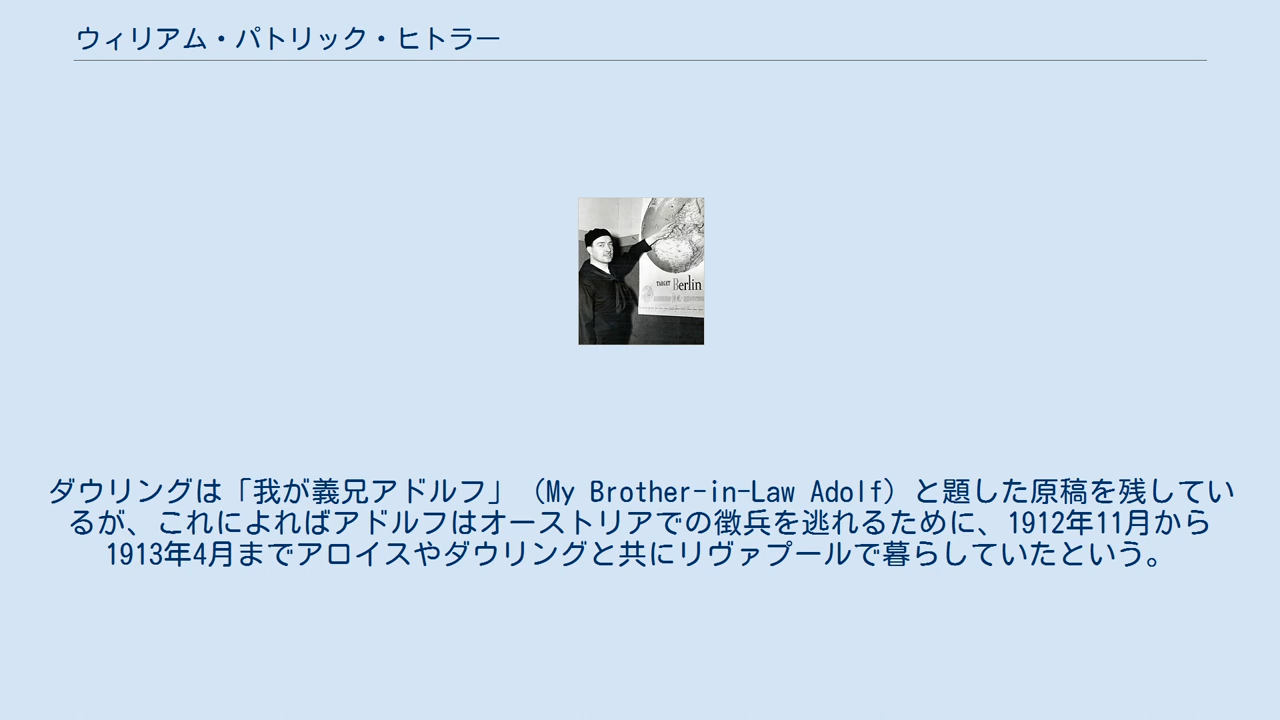 ウィリアム・パトリック・ヒトラー
TARGET Berlin
ダウリングは「我が義兄アドルフ」（My Brother-in-Law Adolf）と題した原稿を残してい
るが、これによればアドルフはオーストリアでの徴兵を逃れるために、1912年11月から
1913年4月までアロイスやダウリングと共にリヴァプールで暮らしていたという。